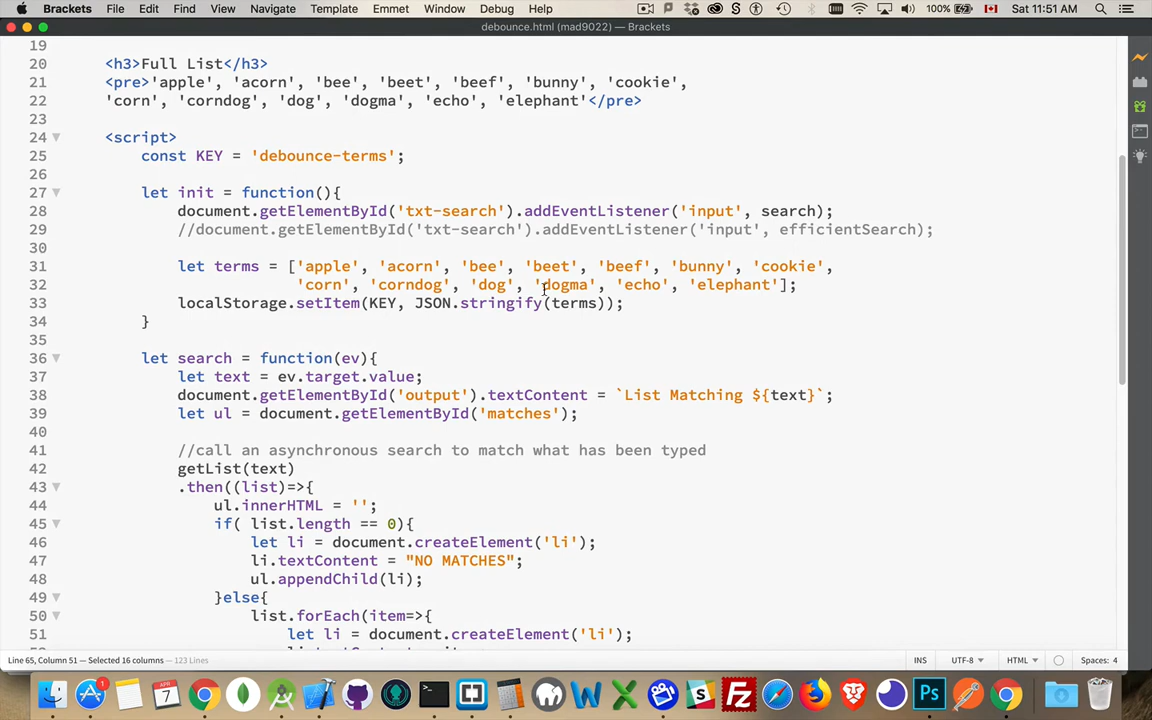 Brackets File Edit Find View Navigate Template Emmet Window Debug Help 100% Sat 11:51 AM
debounce.html (mad9022) — Brackets
19
20 <h3>Full List</h3>
21 <pre>'apple', 'acorn', 'bee', 'beet', 'beef', 'bunny', 'cookie',
22 'corn', 'corndog', 'dog', 'dogma', 'echo', 'elephant'</pre>
23
24 <script>
25 const KEY = 'debounce-terms';
26
27 let init = function(){
28 document.getElementById('txt-search').addEventListener('input', search);
29 //document.getElementById('txt-search').addEventListener('input', efficientSearch);
30
31 let terms = ['apple', 'acorn', 'bee', 'beet', 'beef', 'bunny', 'cookie',
32 'corn', 'corndog', 'dog', 'dogma', 'echo', 'elephant'];
33 localStorage.setItem(KEY, JSON.stringify(terms));
34 }
35
36 let search = function(ev){
37 let text = ev.target.value;
38 document.getElementById('output').textContent = `List Matching ${text}`;
39 let ul = document.getElementById('matches');
40
41 //call an asynchronous search to match what has been typed
42 getList(text)
43 .then((list)=>{
44 ul.innerHTML = '';
45 if( list.length == 0){
46 let li = document.createElement('li');
47 li.textContent = "NO MATCHES";
48 ul.appendChild(li);
49 }else{
50 list.forEach(item=>{
51 let li = document.createElement('li');
Line 65, Column 51 — Selected 16 columns — 123 Lines INS UTF-8 HTML Spaces: 4